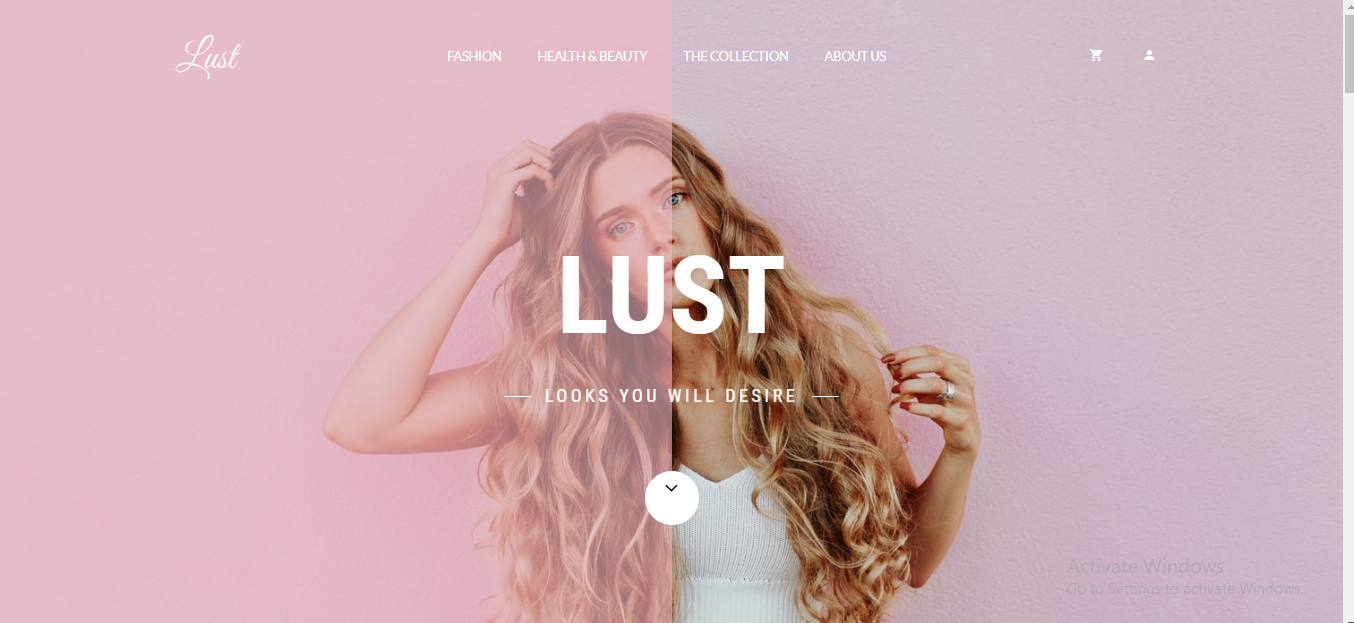 Lust
FASHION HEALTH & BEAUTY THE COLLECTION ABOUT US
LUST
LOOKS YOU WILL DESIRE
Activate Windows
Go to Settings to activate Windows.